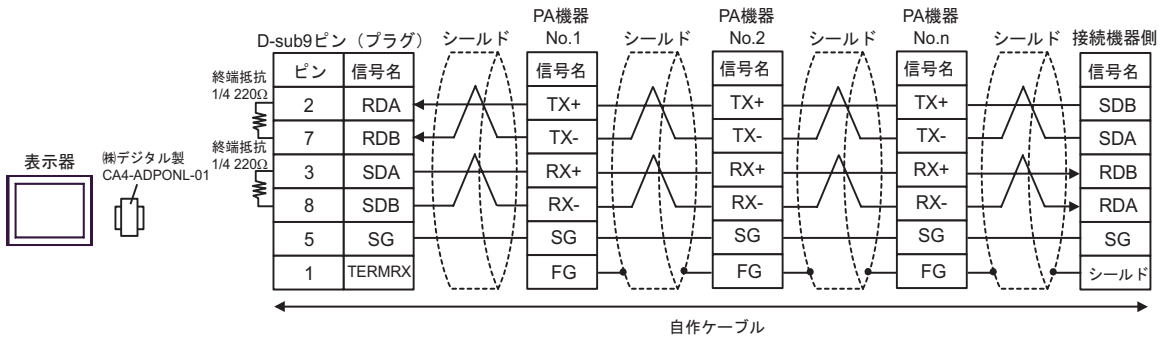 PA機器 PA機器 PA機器
D-sub9ピン（プラグ） シールド No.1 シールド No.2 シールド No.n シールド 接続機器側
ピン 信号名 信号名 信号名 信号名 信号名
終端抵抗
1/4 220Ω
2 RDA TX+ TX+ TX+ SDB
7 RDB TX- TX- TX- SDA
終端抵抗
1/4 220Ω
3 SDA RX+ RX+ RX+ RDB
8 SDB RX- RX- RX- RDA
5 SG SG SG SG SG
1 TERMRX FG FG FG シールド
表示器
㈱デジタル製
CA4-ADPONL-01
自作ケーブル